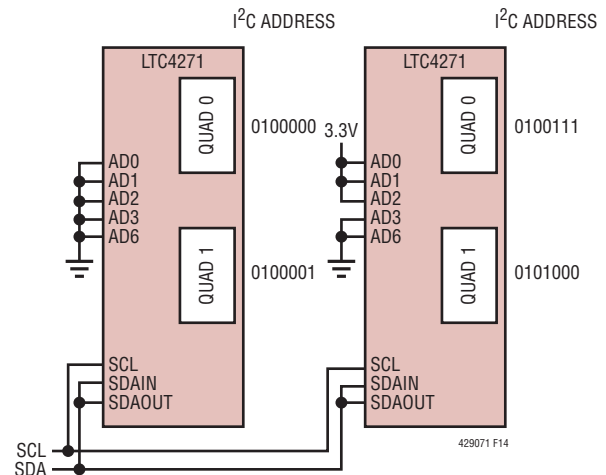 I²C ADDRESS
I²C ADDRESS
LTC4271
QUAD 0
0100000
AD0
AD1
AD2
AD3
AD6
QUAD 1
0100001
SCL
SDAIN
SDAOUT
LTC4271
QUAD 0
0100111
3.3V
AD0
AD1
AD2
AD3
AD6
QUAD 1
0101000
SCL
SDAIN
SDAOUT
SCL
SDA
429071 F14